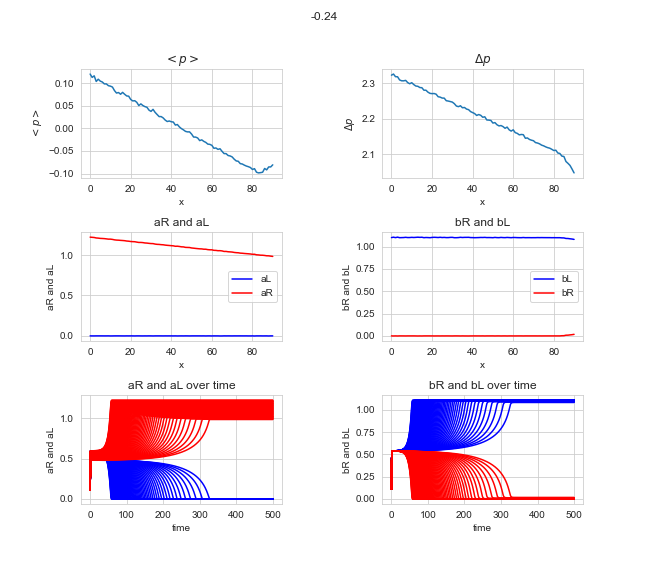 -0.24
< p >
Δp
0.10
0.05
0.00
−0.05
−0.10
< p >
0 20 40 60 80
x
2.3
2.2
2.1
Δp
0 20 40 60 80
x
aR and aL
bR and bL
1.0
0.5
0.0
aR and aL
aL
aR
0 20 40 60 80
x
1.00
0.75
0.50
0.25
0.00
bR and bL
bL
bR
0 20 40 60 80
x
aR and aL over time
bR and bL over time
1.0
0.5
0.0
aR and aL
0 100 200 300 400 500
time
1.00
0.75
0.50
0.25
0.00
bR and bL
0 100 200 300 400 500
time